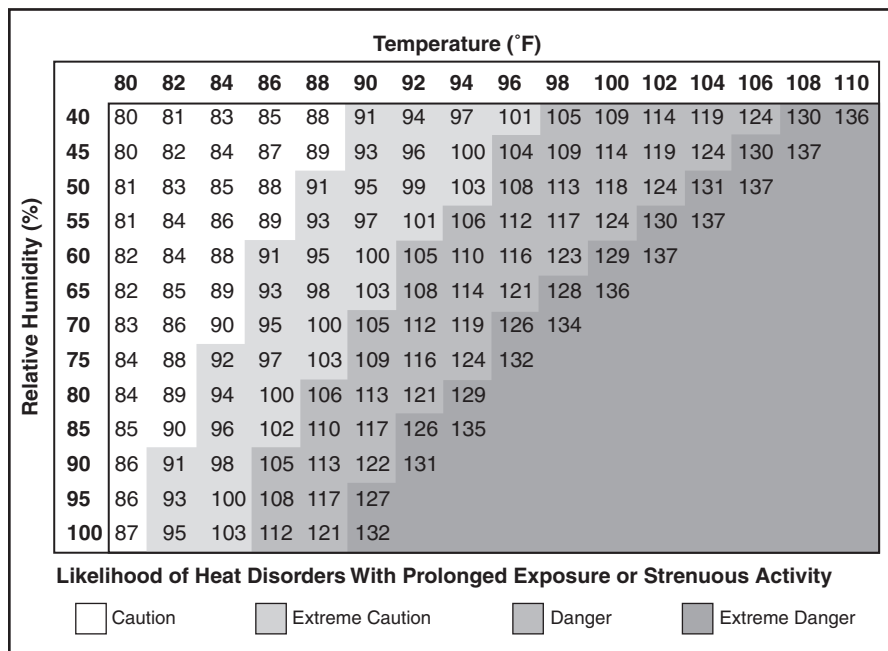 Temperature (˚F)
80 82 84 86 88 90 92 94 96 98 100 102 104 106 108 110
Relative Humidity (%)
40 80 81 83 85 88 91 94 97 101 105 109 114 119 124 130 136
45 80 82 84 87 89 93 96 100 104 109 114 119 124 130 137
50 81 83 85 88 91 95 99 103 108 113 118 124 131 137
55 81 84 86 89 93 97 101 106 112 117 124 130 137
60 82 84 88 91 95 100 105 110 116 123 129 137
65 82 85 89 93 98 103 108 114 121 128 136
70 83 86 90 95 100 105 112 119 126 134
75 84 88 92 97 103 109 116 124 132
80 84 89 94 100 106 113 121 129
85 85 90 96 102 110 117 126 135
90 86 91 98 105 113 122 131
95 86 93 100 108 117 127
100 87 95 103 112 121 132
Likelihood of Heat Disorders With Prolonged Exposure or Strenuous Activity
Caution Extreme Caution Danger Extreme Danger